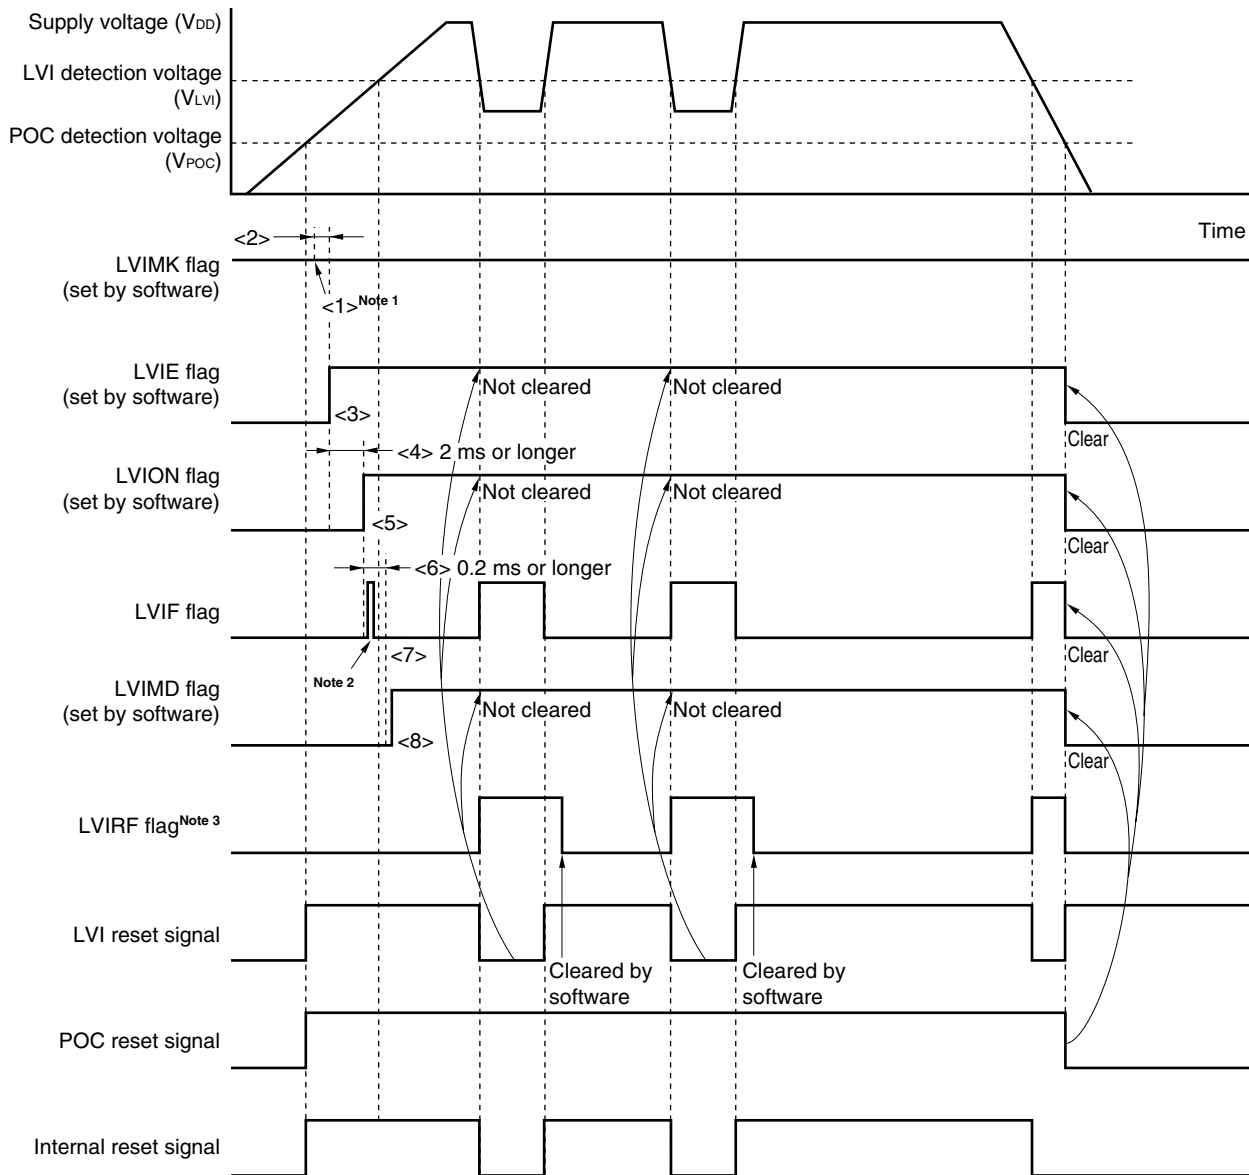 Supply voltage (VDD)
LVI detection voltage
(VLVI)
POC detection voltage
(VPOC)
Time
<2>
LVIMK flag
(set by software)
<1>Note 1
LVIE flag
(set by software)
Not cleared
Not cleared
<3>
Clear
<4> 2 ms or longer
LVION flag
(set by software)
Not cleared
Not cleared
<5>
Clear
<6> 0.2 ms or longer
LVIF flag
<7>
Clear
Note 2
LVIMD flag
(set by software)
Not cleared
Not cleared
<8>
Clear
LVIRF flagNote 3
LVI reset signal
Cleared by
software
Cleared by
software
POC reset signal
Internal reset signal